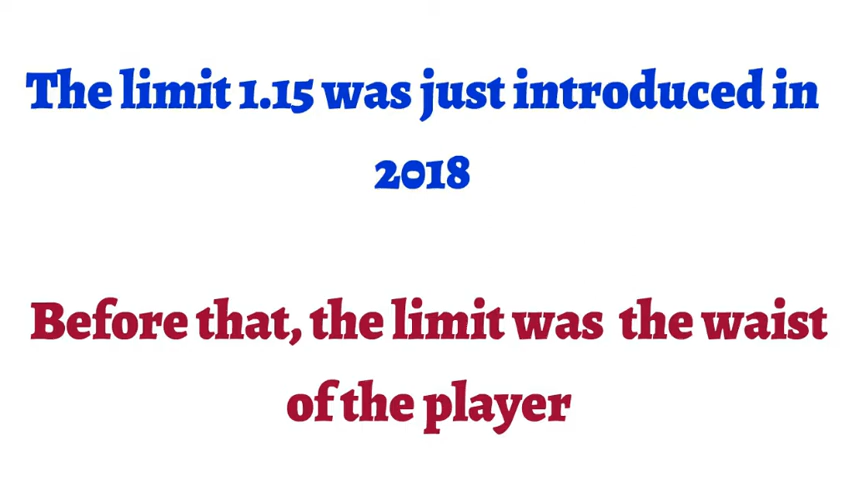 The limit 1.15 was just introduced in
2018
Before that, the limit was the waist
of the player